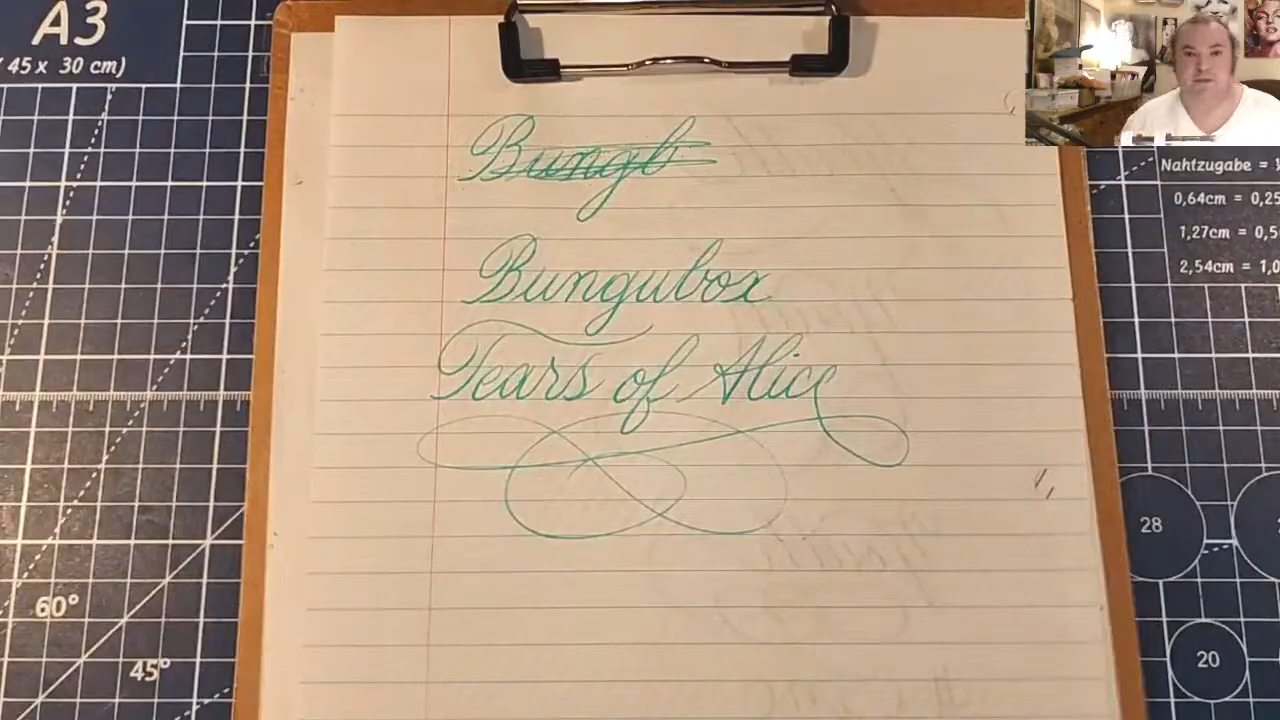 A3
45 x 30 cm)
Bungb
Bungubox
Tears of Alice
Nahtzugabe =
0,64cm = 0,25
1,27cm = 0,5
2,54cm = 1,0
28
60°
45°
20